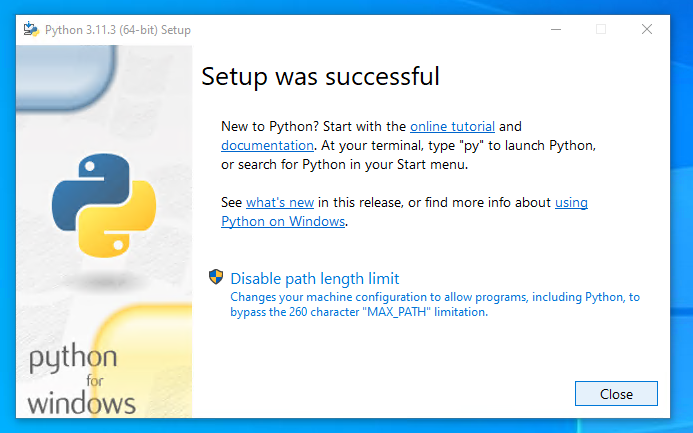 Python 3.11.3 (64-bit) Setup
Setup was successful
New to Python? Start with the online tutorial and
documentation. At your terminal, type "py" to launch Python,
or search for Python in your Start menu.
See what's new in this release, or find more info about using
Python on Windows.
Disable path length limit
Changes your machine configuration to allow programs, including Python, to
bypass the 260 character "MAX_PATH" limitation.
python
for
windows
Close